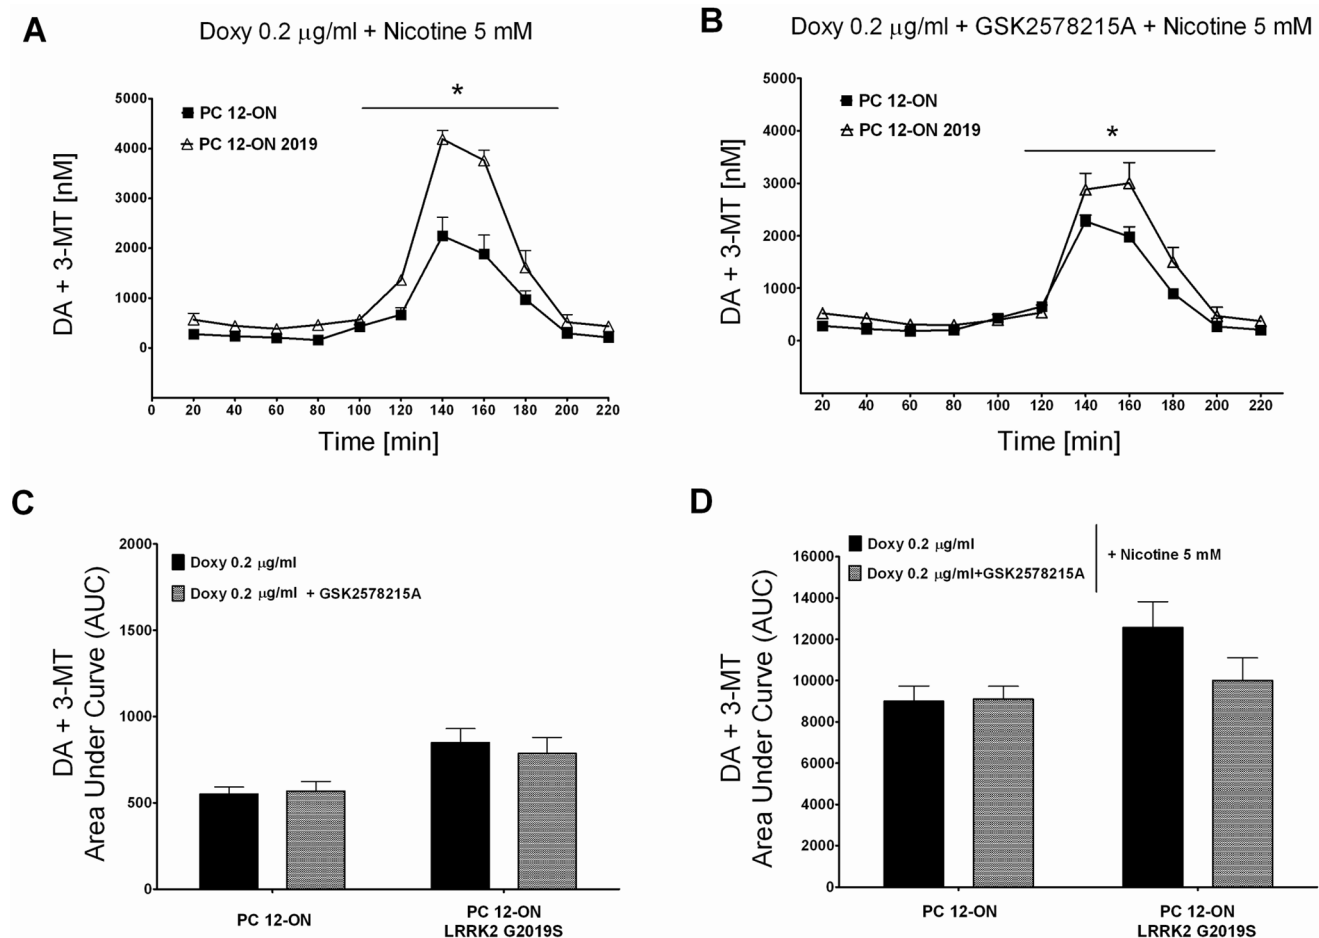 A
Doxy 0.2 µg/ml + Nicotine 5 mM
DA + 3-MT [nM]
5000
4000
3000
2000
1000
0
PC 12-ON
PC 12-ON 2019
*
0 20 40 60 80 100 120 140 160 180 200 220
Time [min]
B
Doxy 0.2 µg/ml + GSK2578215A + Nicotine 5 mM
DA + 3-MT [nM]
5000
4000
3000
2000
1000
0
PC 12-ON
PC 12-ON 2019
*
20 40 60 80 100 120 140 160 180 200 220
Time [min]
C
DA + 3-MT
Area Under Curve (AUC)
2000
1500
1000
500
0
Doxy 0.2 µg/ml
Doxy 0.2 µg/ml + GSK2578215A
PC 12-ON
PC 12-ON
LRRK2 G2019S
D
DA + 3-MT
Area Under Curve (AUC)
16000
14000
12000
10000
8000
6000
4000
2000
0
Doxy 0.2 µg/ml
Doxy 0.2 µg/ml+GSK2578215A
+ Nicotine 5 mM
PC 12-ON
PC 12-ON
LRRK2 G2019S